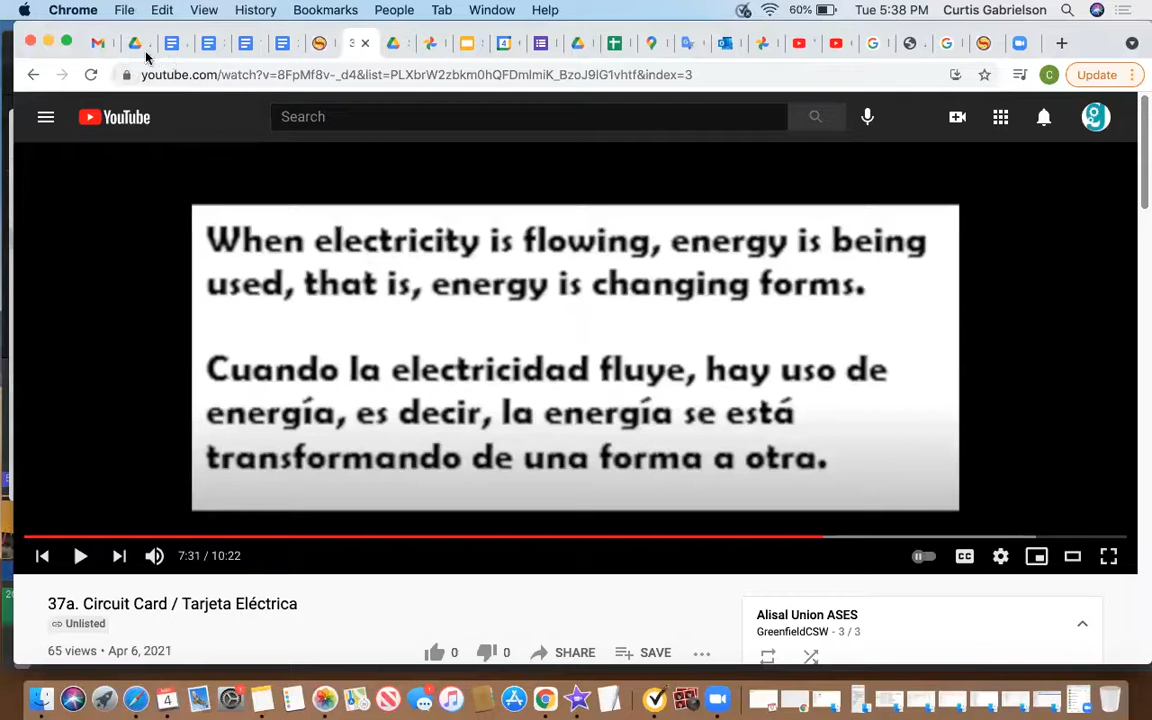 Chrome File Edit View History Bookmarks People Tab Window Help 60% Tue 5:38 PM Curtis Gabrielson
youtube.com/watch?v=8FpMf8v-_d4&list=PLXbrW2zbkm0hQFDmlmiK_BzoJ9lG1vhtf&index=3 C Update
YouTube Search
When electricity is flowing, energy is being
used, that is, energy is changing forms.
Cuando la electricidad fluye, hay uso de
energía, es decir, la energía se está
transformando de una forma a otra.
7:31 / 10:22 CC
37a. Circuit Card / Tarjeta Eléctrica
Unlisted
65 views • Apr 6, 2021
0 0 SHARE SAVE
Alisal Union ASES
GreenfieldCSW - 3 / 3